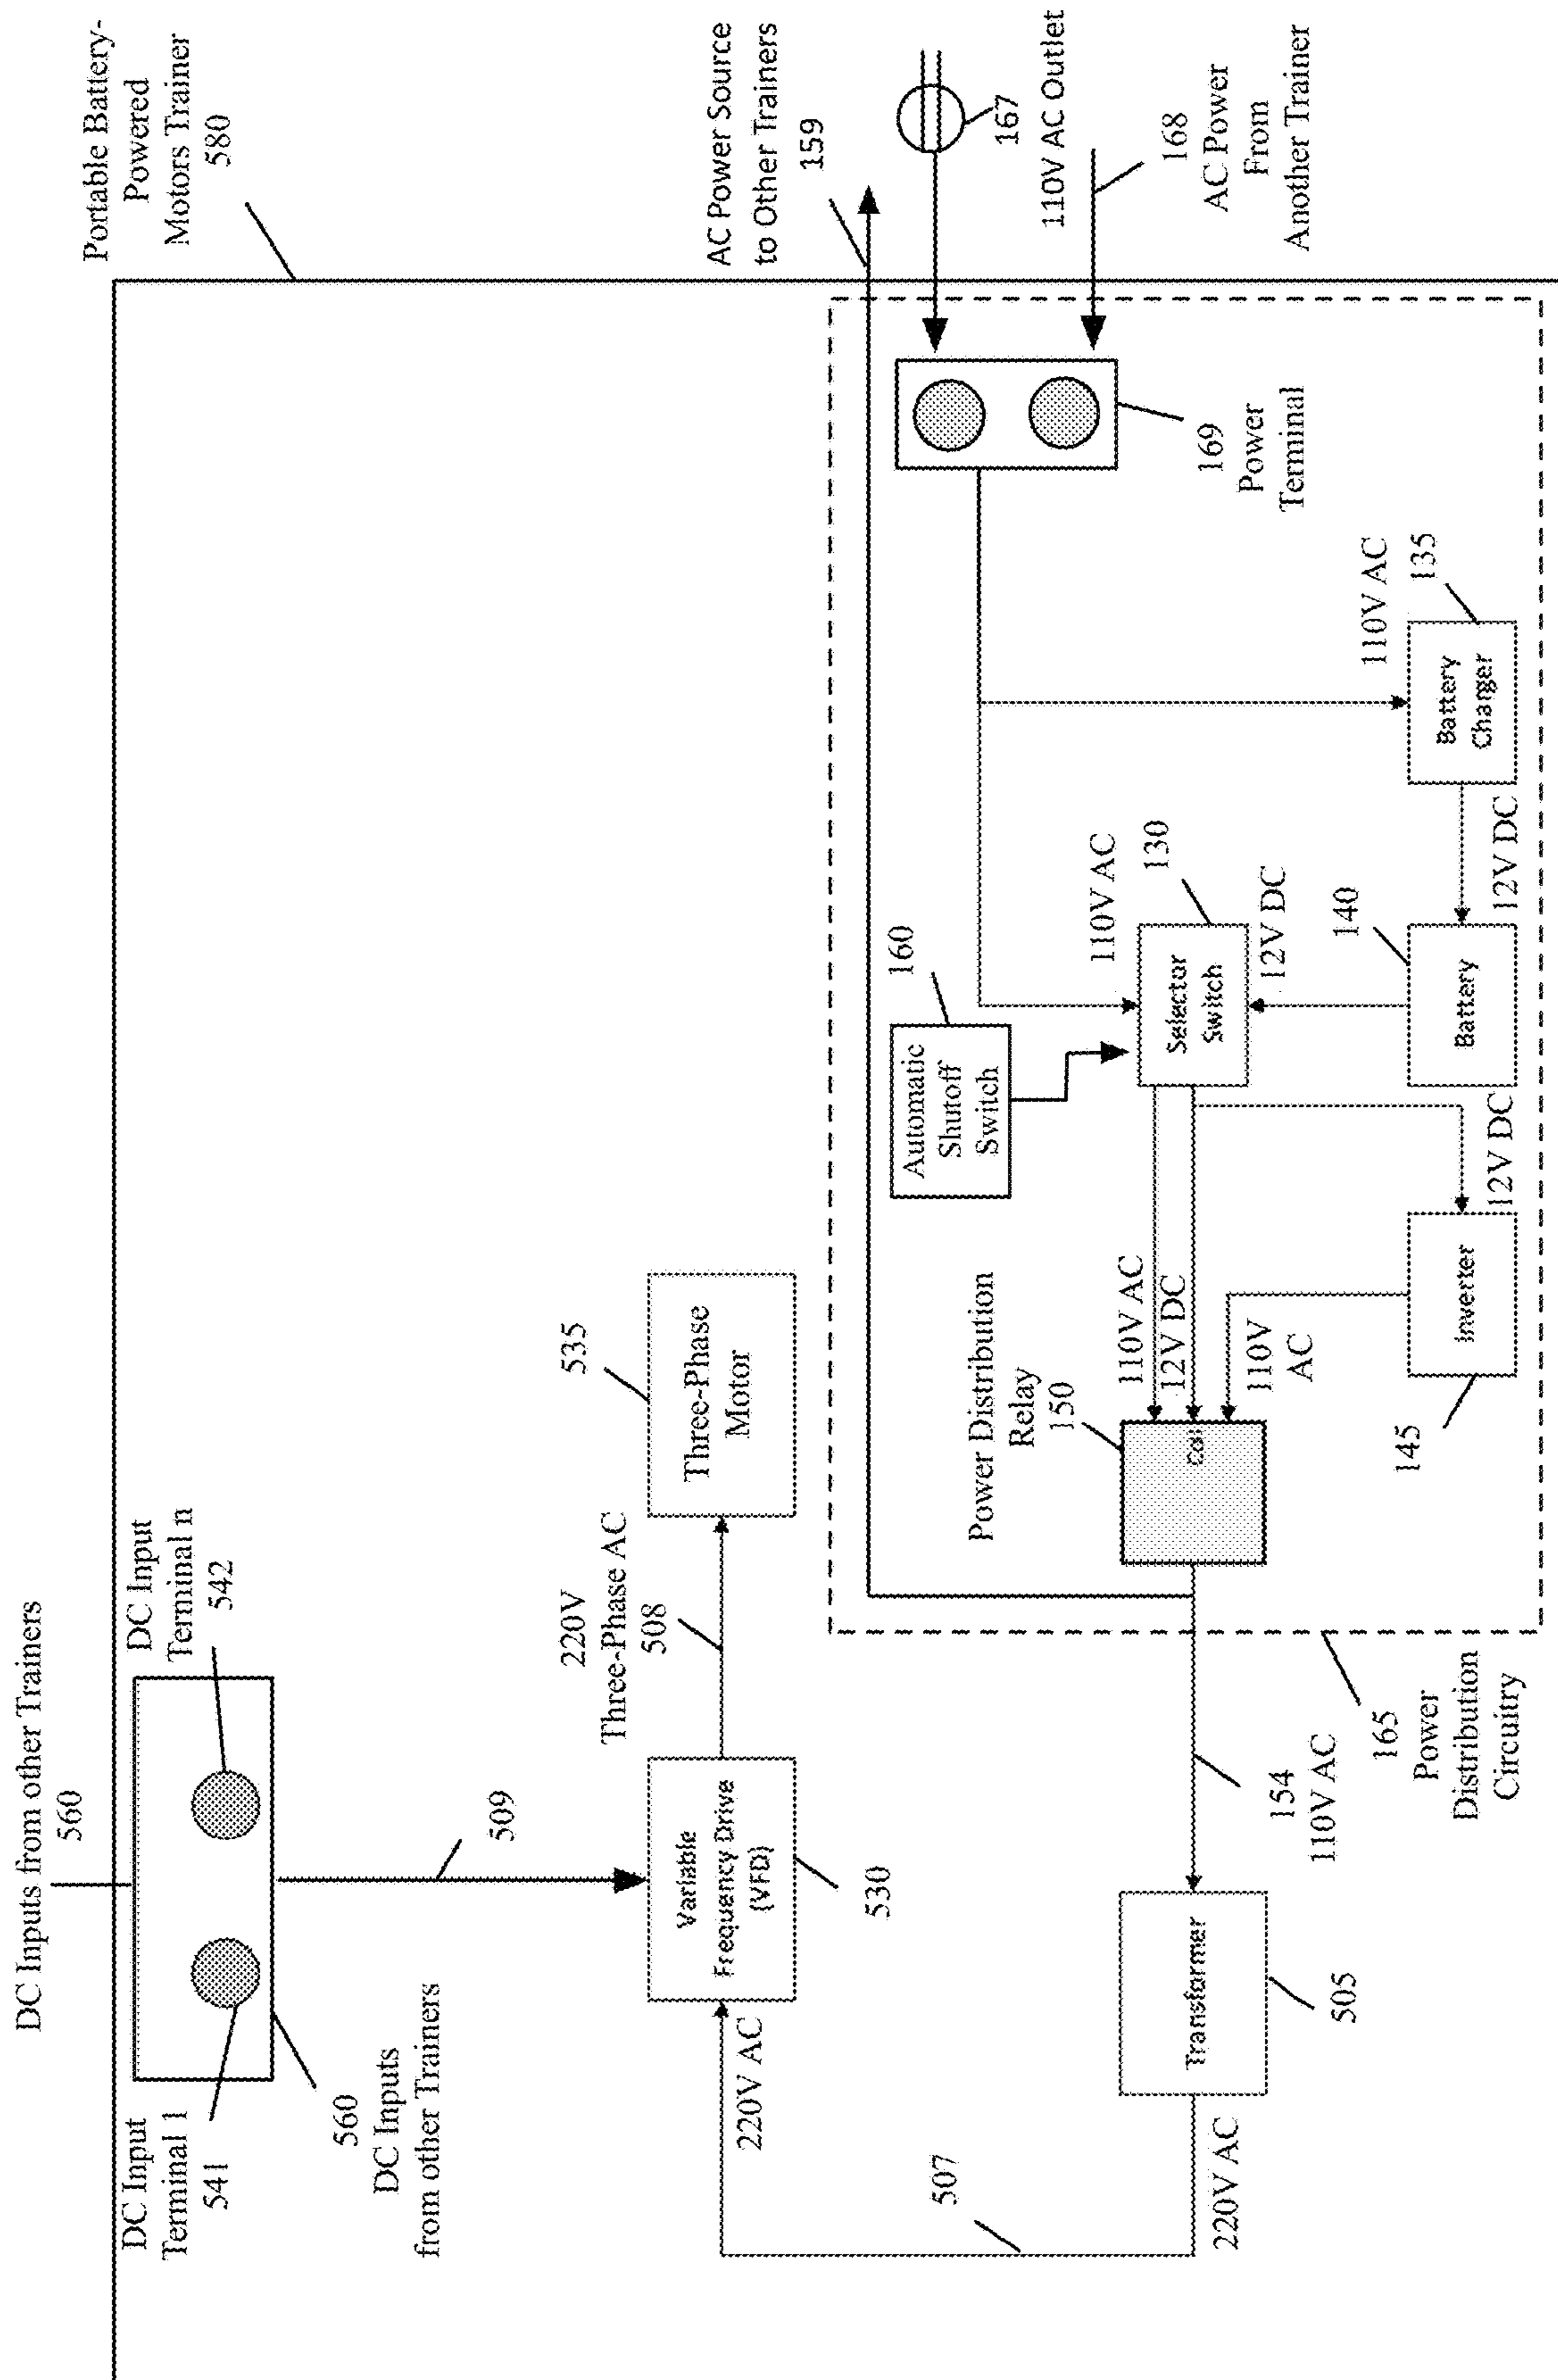 Portable Battery-
Powered
Motors Trainer
580
DC Inputs from other Trainers
560
DC Input
Terminal n
542
DC Input
Terminal 1
541
560
DC Inputs
from other Trainers
509
220V
Three-Phase AC
508
535
Three-Phase
Motor
Variable
Frequency Drive
(VFD)
530
220V AC
507
AC Power Source
to Other Trainers
159
167
110V AC Outlet
168
AC Power
From
Another Trainer
169
Power
Terminal
110V AC
135
Battery
Charger
12V DC
140
Battery
110V AC
130
Selector
Switch
12V DC
160
Automatic
Shutoff
Switch
12V DC
Inverter
145
110V AC
12V DC
110V
AC
Power Distribution
Relay
150
Coil
165
Power
Distribution
Circuitry
154
110V AC
Transformer
505
220V AC